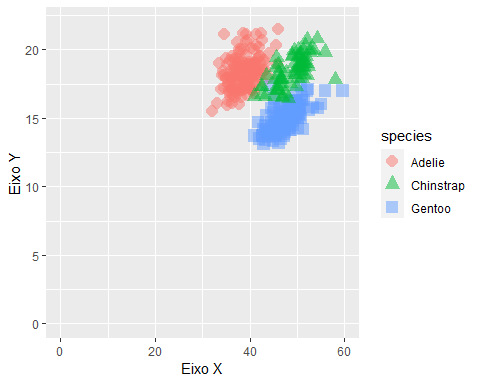 20
15
10
5
0
Eixo Y
0 20 40 60
Eixo X
species
Adelie
Chinstrap
Gentoo